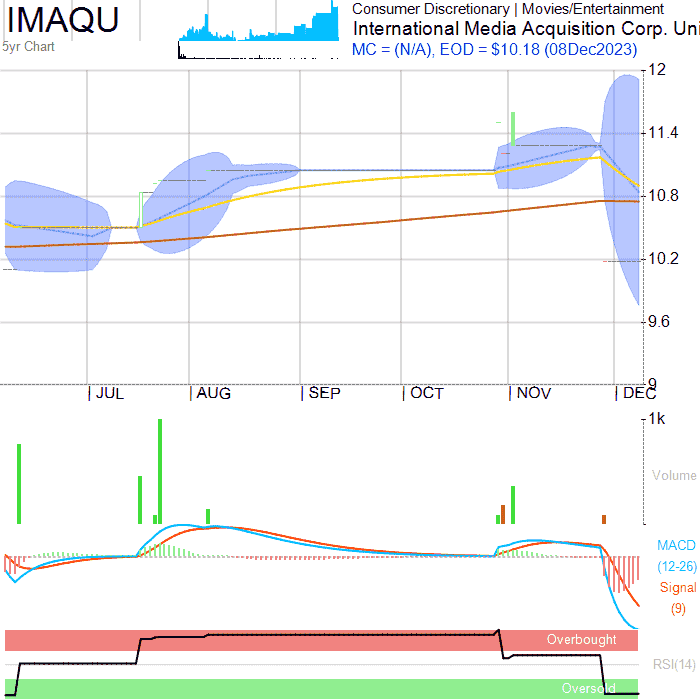 IMAQU
5yr Chart
Consumer Discretionary | Movies/Entertainment
International Media Acquisition Corp. Uni
MC = (N/A), EOD = $10.18 (08Dec2023)
12
11.4
10.8
10.2
9.6
9
JUL AUG SEP OCT NOV DEC
1k
Volume
MACD
(12-26)
Signal
(9)
Overbought
RSI(14)
Oversold